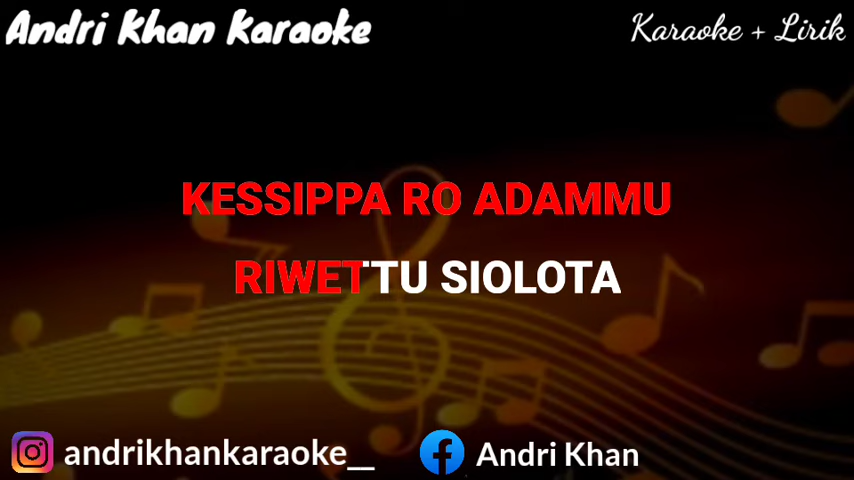 Andri Khan Karaoke
Karaoke + Lirik
KESSIPPA RO ADAMMU
RIWETTU SIOLOTA
andrikhankaraoke__
Andri Khan